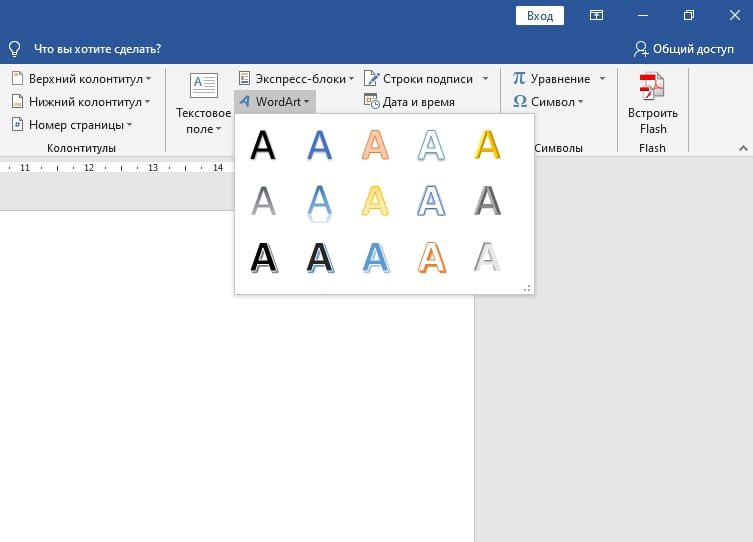 Вход
Что вы хотите сделать?
Общий доступ
Верхний колонтитул
Нижний колонтитул
Номер страницы
Колонтитулы
Текстовое
поле
Экспресс-блоки
WordArt
Строки подписи
Дата и время
Уравнение
Символ
Символы
Встроить
Flash
Flash
11 12 13 14
A A A A A
A A A A A
A A A A A